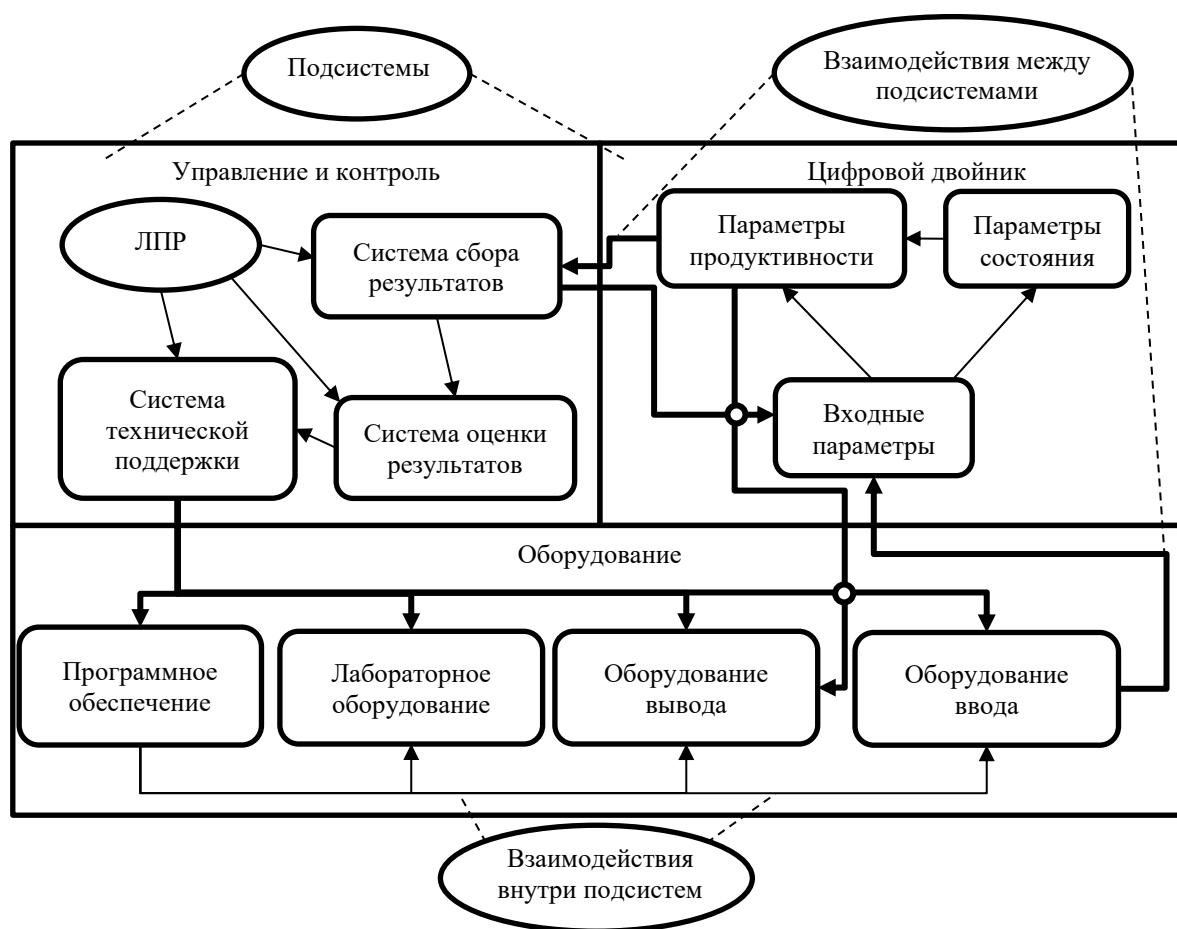 Подсистемы
Взаимодействия между
подсистемами
Управление и контроль
Цифровой двойник
ЛПР
Система сбора
результатов
Параметры
продуктивности
Параметры
состояния
Система
технической
поддержки
Система оценки
результатов
Входные
параметры
Оборудование
Программное
обеспечение
Лабораторное
оборудование
Оборудование
вывода
Оборудование
ввода
Взаимодействия
внутри подсистем